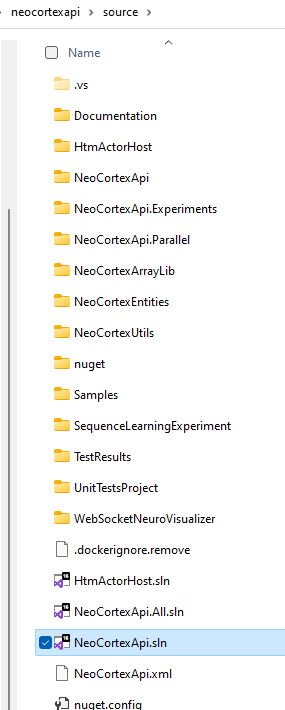 neocortexapi > source >
Name
.vs
Documentation
HtmActorHost
NeoCortexApi
NeoCortexApi.Experiments
NeoCortexApi.Parallel
NeoCortexArrayLib
NeoCortexEntities
NeoCortexUtils
nuget
Samples
SequenceLearningExperiment
TestResults
UnitTestsProject
WebSocketNeuroVisualizer
.dockerignore.remove
HtmActorHost.sln
NeoCortexApi.All.sln
NeoCortexApi.sln
NeoCortexApi.xml
nuget.config